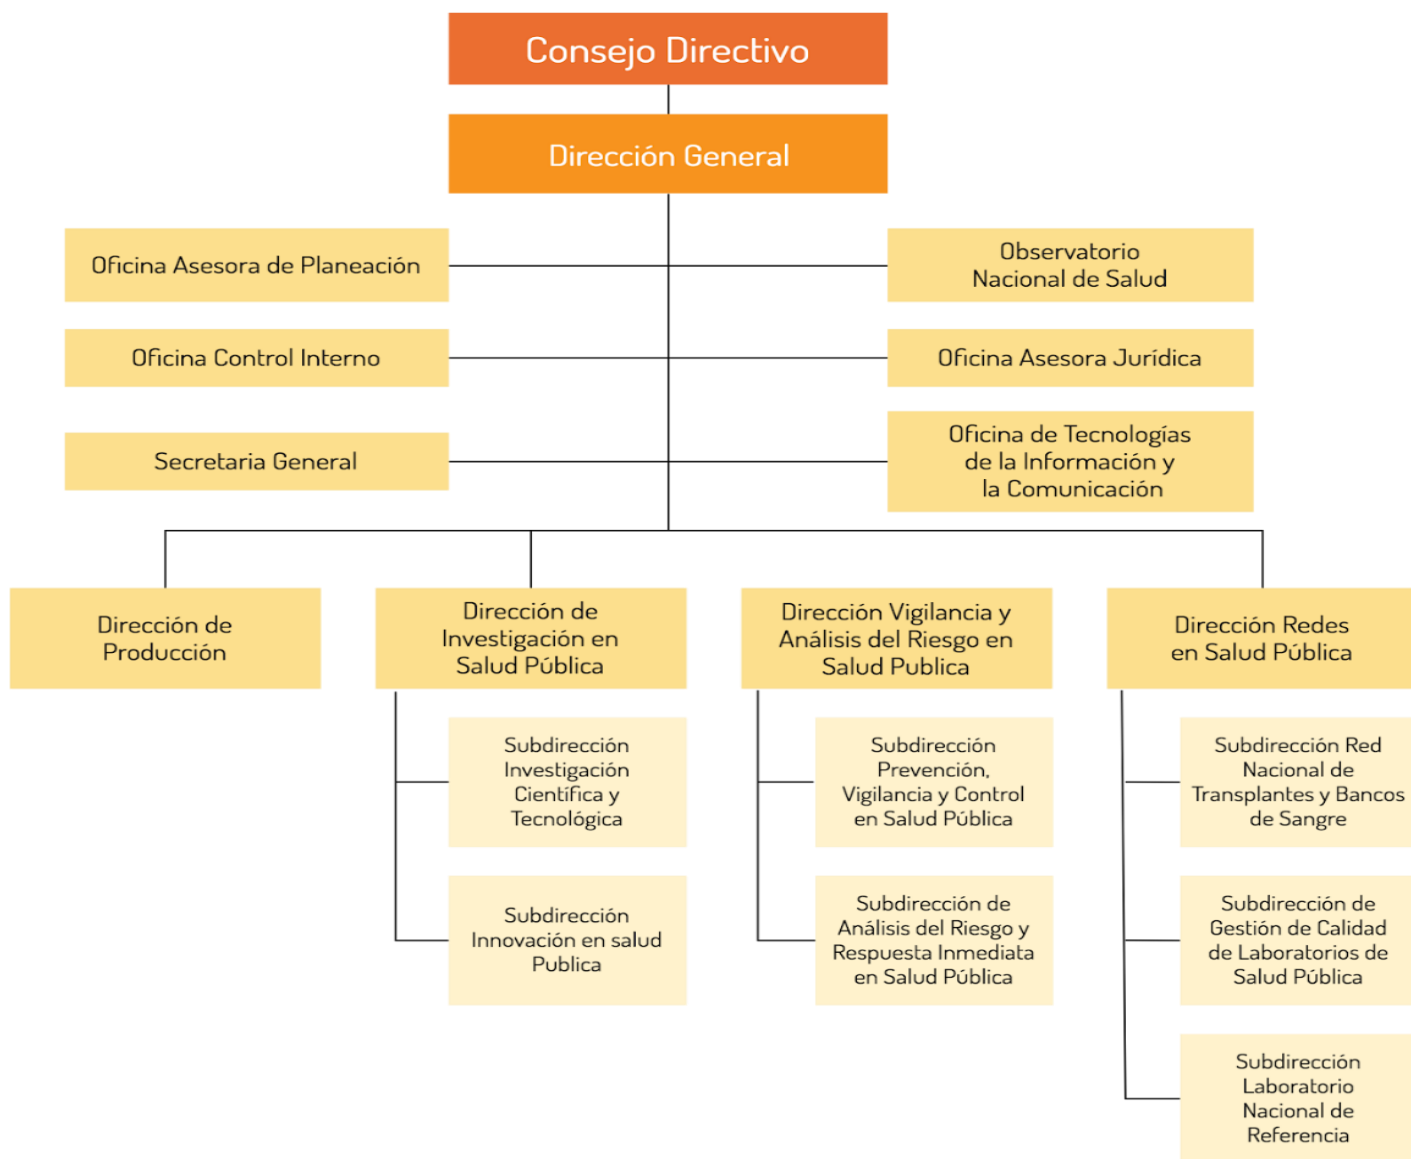 Consejo Directivo
Dirección General
Oficina Asesora de Planeación
Observatorio
Nacional de Salud
Oficina Control Interno
Oficina Asesora Jurídica
Secretaria General
Oficina de Tecnologías
de la Información y
la Comunicación
Dirección de
Producción
Dirección de
Investigación en
Salud Pública
Dirección Vigilancia y
Análisis del Riesgo en
Salud Publica
Dirección Redes
en Salud Pública
Subdirección
Investigación
Científica y
Tecnológica
Subdirección
Prevención,
Vigilancia y Control
en Salud Pública
Subdirección Red
Nacional de
Transplantes y Bancos
de Sangre
Subdirección
Innovación en salud
Publica
Subdirección de
Análisis del Riesgo y
Respuesta Inmediata
en Salud Pública
Subdirección de
Gestión de Calidad
de Laboratorios de
Salud Pública
Subdirección
Laboratorio
Nacional de
Referencia